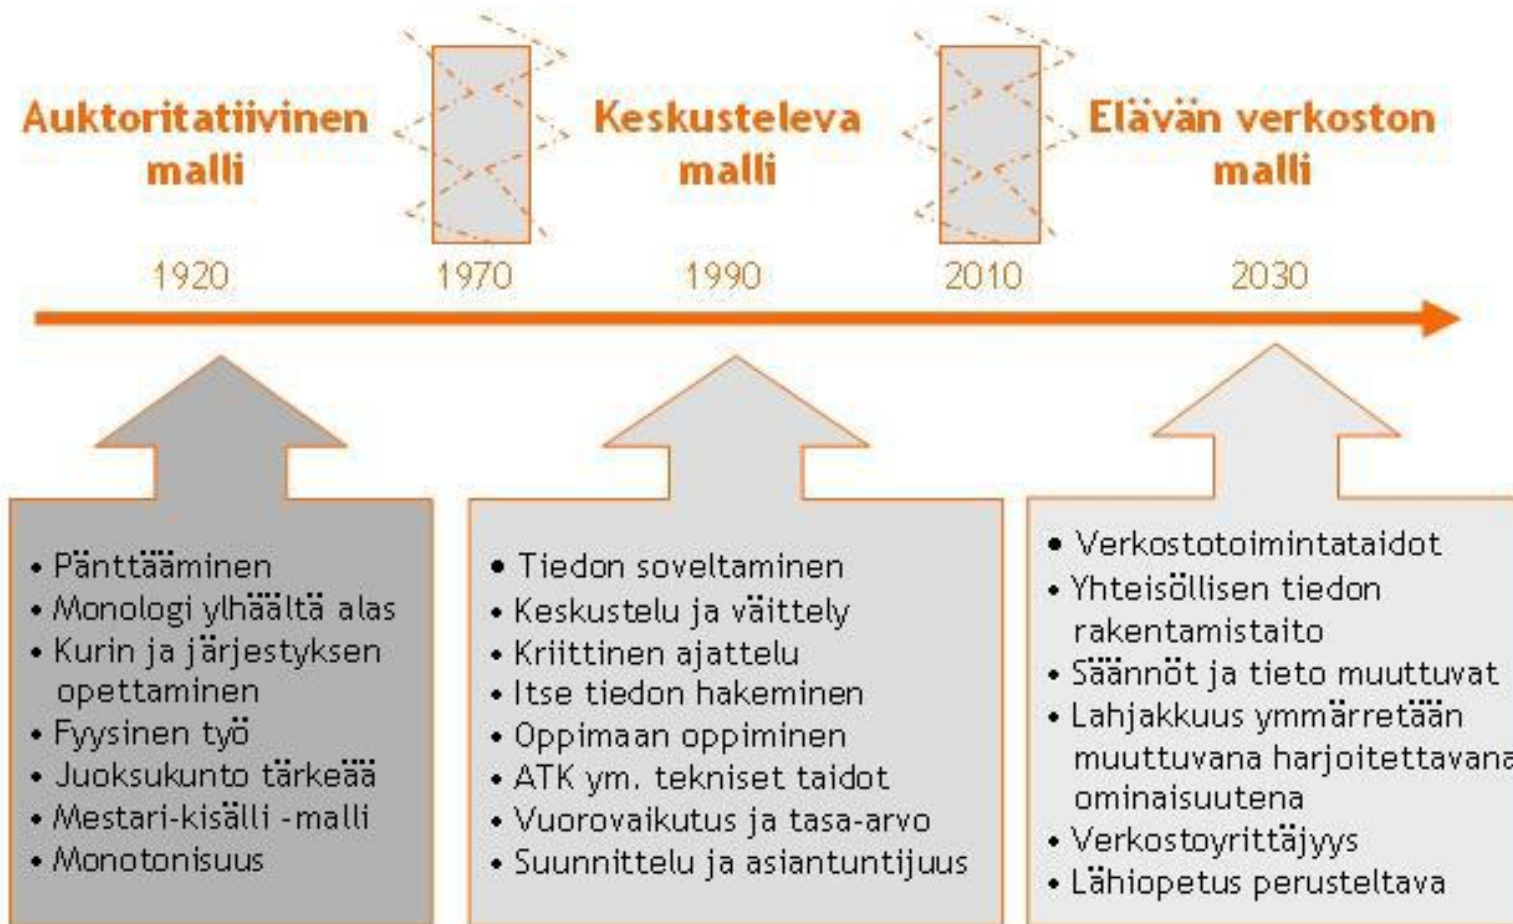 Auktoritatiivinen
malli
Keskusteleva
malli
Elävän verkoston
malli
1920
1970
1990
2010
2030
• Pänttääminen
• Monologi ylhäältä alas
• Kurin ja järjestyksen
opettaminen
• Fyysinen työ
• Juoksukunto tärkeää
• Mestari-kisälli -malli
• Monotonisuus
• Tiedon soveltaminen
• Keskustelu ja väittely
• Kriittinen ajattelu
• Itse tiedon hakeminen
• Oppimaan oppiminen
• ATK ym. tekniset taidot
• Vuorovaikutus ja tasa-arvo
• Suunnittelu ja asiantuntijuus
• Verkostotoimintataidot
• Yhteisöllisen tiedon
rakentamistaito
• Säännöt ja tieto muuttuvat
• Lahjakkuus ymmärretään
muuttuvana harjoitettavana
ominaisuutena
• Verkostoyrittäjyys
• Lähiopetus perusteltava